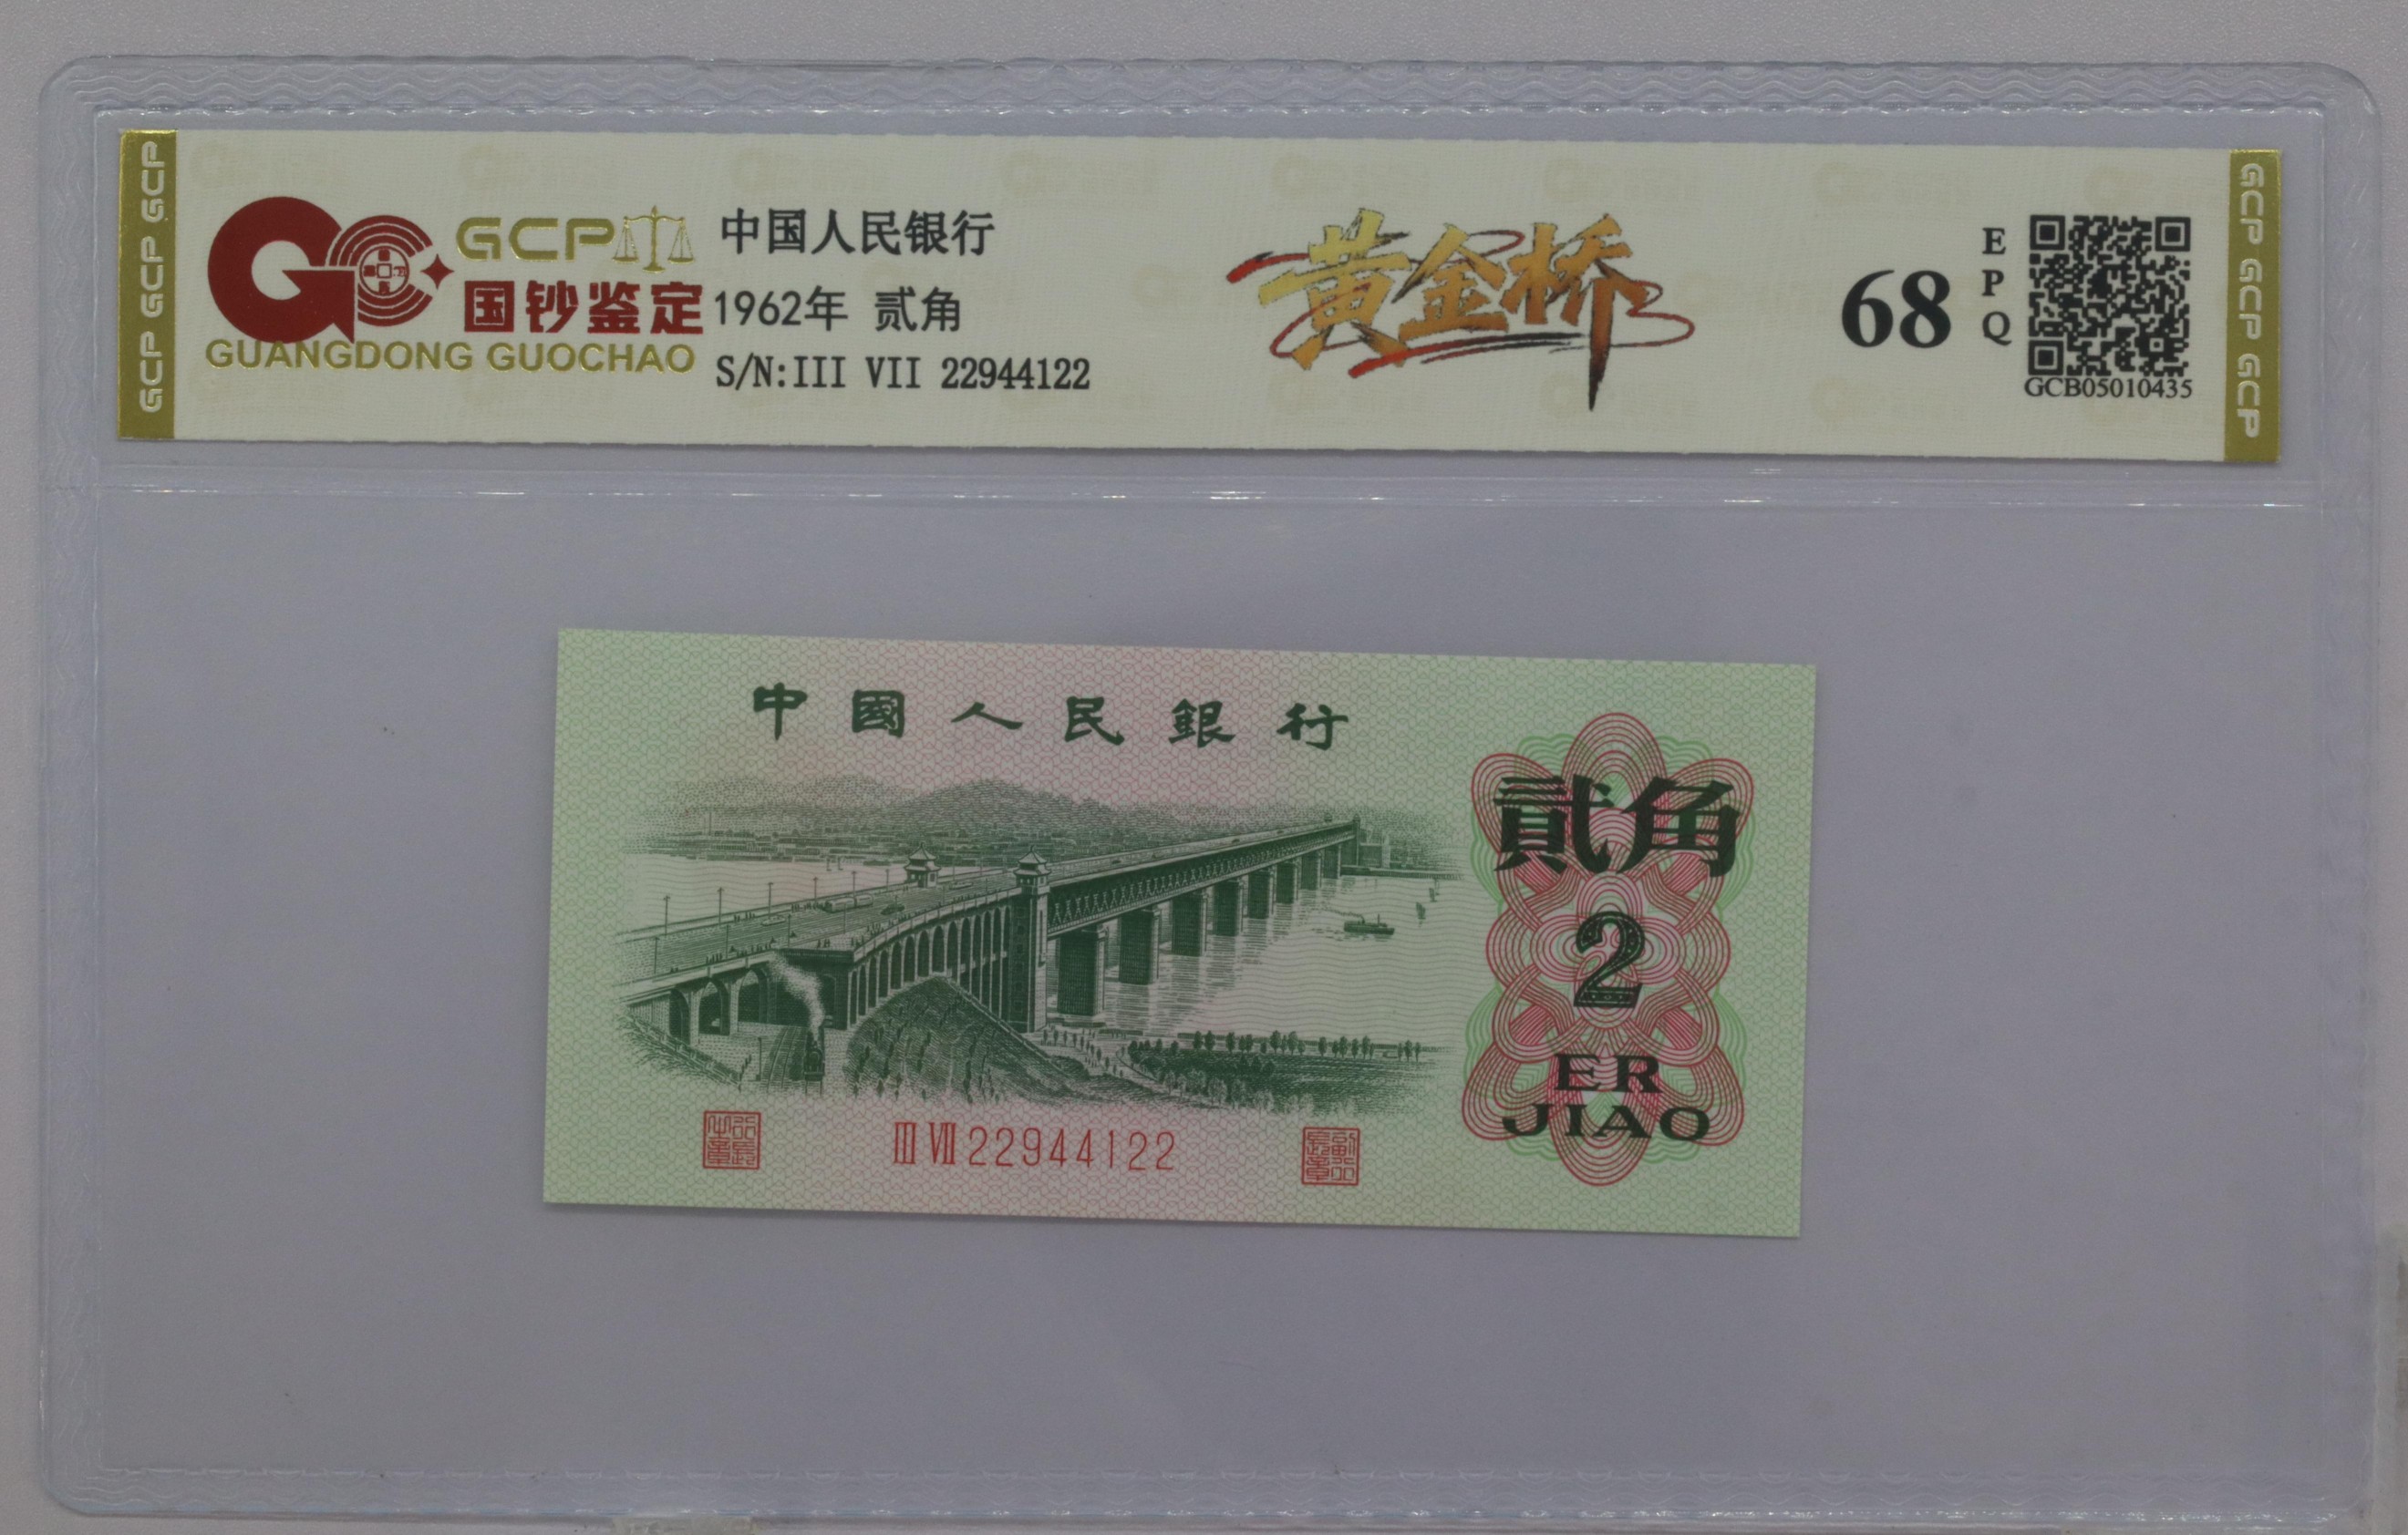 GCP GCP GCP
GCP
国钞鉴定
GUANGDONG GUOCHAO
中国人民银行
1962年 贰角
S/N:III VII 22944122
黄金桥
68
EPQ
GCB05010435
GCP GCP GCP
中國人民銀行
貳角
2
ER
JIAO
III VII 22944122